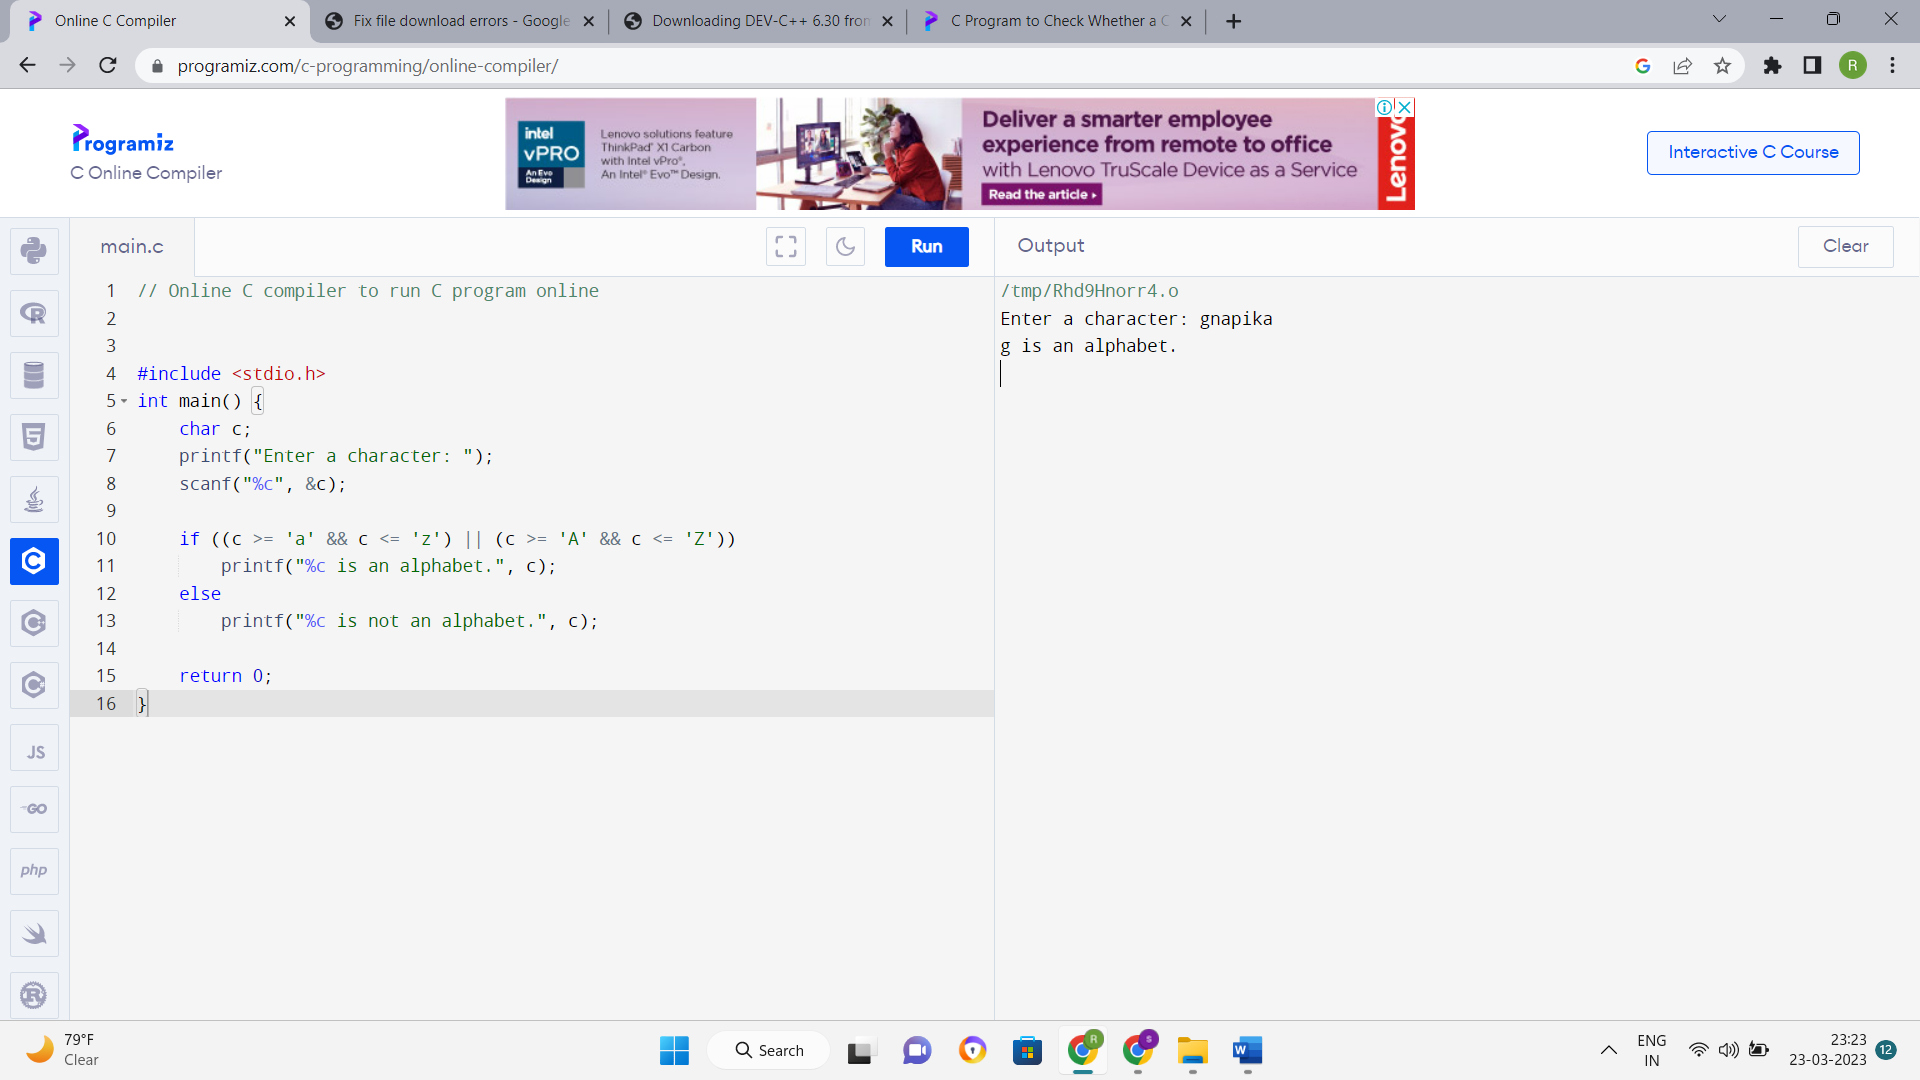 Online C Compiler
Fix file download errors - Google
Downloading DEV-C++ 6.30 from
C Program to Check Whether a C
programiz.com/c-programming/online-compiler/
R
Programiz
C Online Compiler
intel
vPRO
An Evo
Design
Lenovo solutions feature
ThinkPad® X1 Carbon
with Intel vPro®,
An Intel® Evo™ Design.
Deliver a smarter employee
experience from remote to office
with Lenovo TruScale Device as a Service
Read the article ›
Lenovo
Interactive C Course
main.c
Run
Output
Clear
1 // Online C compiler to run C program online
2
3
4 #include <stdio.h>
5 int main() {
6 char c;
7 printf("Enter a character: ");
8 scanf("%c", &c);
9
10 if ((c >= 'a' && c <= 'z') || (c >= 'A' && c <= 'Z'))
11 printf("%c is an alphabet.", c);
12 else
13 printf("%c is not an alphabet.", c);
14
15 return 0;
16 }
/tmp/Rhd9Hnorr4.o
Enter a character: gnapika
g is an alphabet.
R
5
C
C
C
JS
GO
php
R
79°F
Clear
Search
R
S
W
ENG
IN
23:23
23-03-2023
12